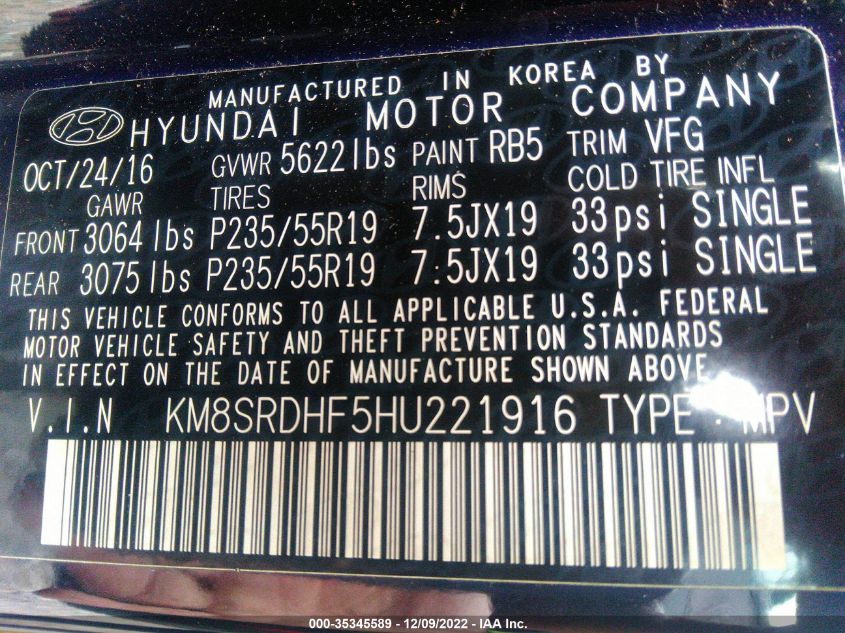 MANUFACTURED IN KOREA BY
HYUNDAI MOTOR COMPANY
OCT/24/16 GVWR 5622lbs PAINT RB5 TRIM VFG
GAWR TIRES RIMS COLD TIRE INFL
FRONT 3064 lbs P235/55R19 7.5JX19 33psi SINGLE
REAR 3075 lbs P235/55R19 7.5JX19 33psi SINGLE
THIS VEHICLE CONFORMS TO ALL APPLICABLE U.S.A. FEDERAL
MOTOR VEHICLE SAFETY AND THEFT PREVENTION STANDARDS
IN EFFECT ON THE DATE OF MANUFACTURE SHOWN ABOVE.
V.I.N KM8SRDHF5HU221916 TYPE : MPV
000-35345589 - 12/09/2022 - IAA Inc.